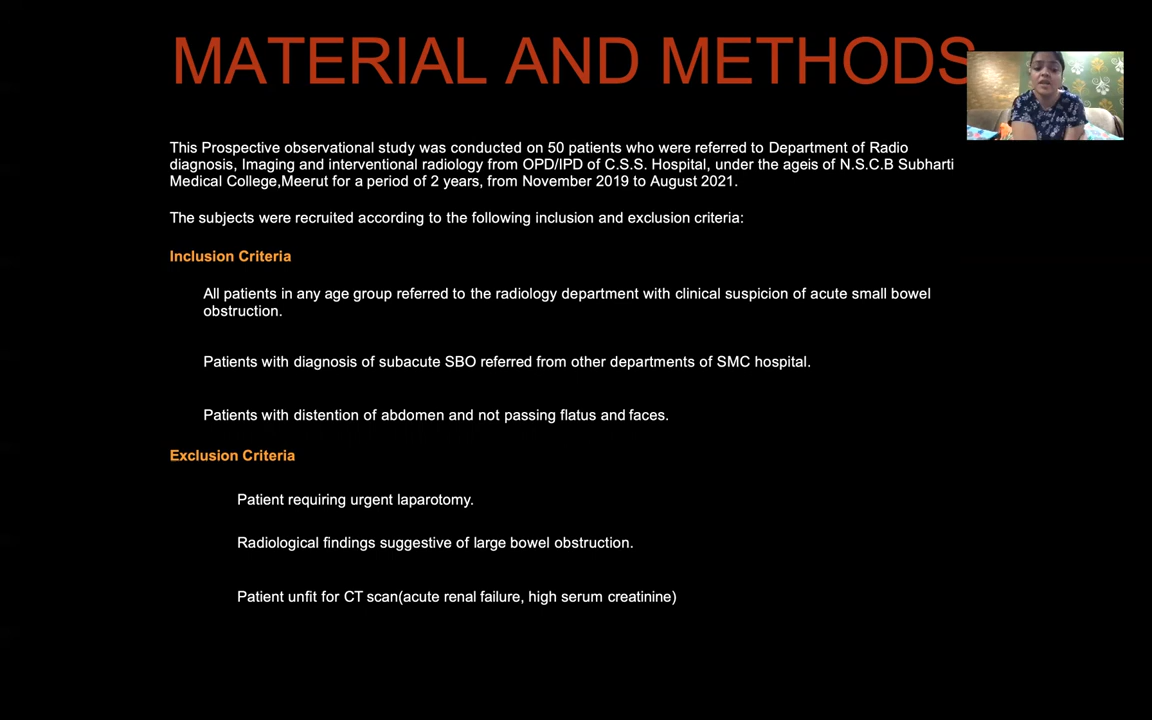 MATERIAL AND METHODS
This Prospective observational study was conducted on 50 patients who were referred to Department of Radio
diagnosis, Imaging and interventional radiology from OPD/IPD of C.S.S. Hospital, under the ageis of N.S.C.B Subharti
Medical College,Meerut for a period of 2 years, from November 2019 to August 2021.
The subjects were recruited according to the following inclusion and exclusion criteria:
Inclusion Criteria
All patients in any age group referred to the radiology department with clinical suspicion of acute small bowel
obstruction.
Patients with diagnosis of subacute SBO referred from other departments of SMC hospital.
Patients with distention of abdomen and not passing flatus and faces.
Exclusion Criteria
Patient requiring urgent laparotomy.
Radiological findings suggestive of large bowel obstruction.
Patient unfit for CT scan(acute renal failure, high serum creatinine)